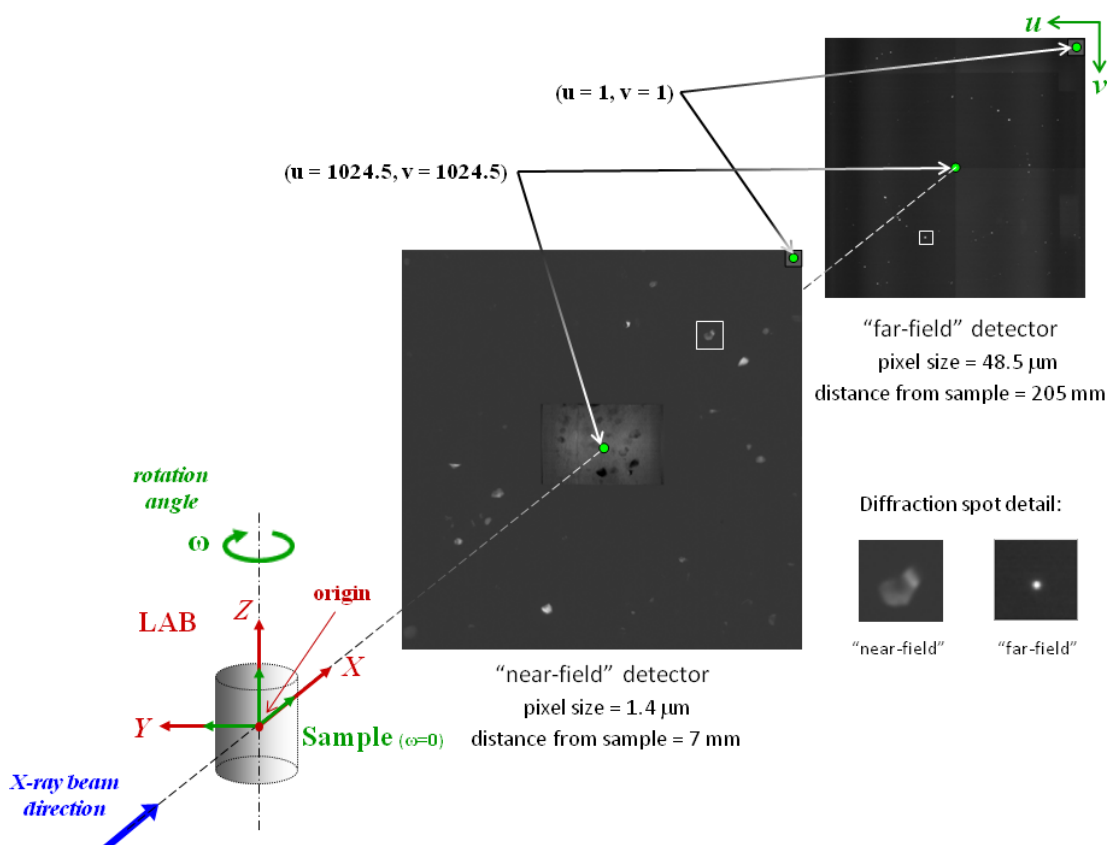 u
v
(u = 1, v = 1)
(u = 1024.5, v = 1024.5)
“far-field” detector
pixel size = 48.5 μm
distance from sample = 205 mm
rotation
angle
ω
Diffraction spot detail:
“near-field”
“far-field”
origin
LAB
Z
X
Y
Sample (ω=0)
“near-field” detector
pixel size = 1.4 μm
distance from sample = 7 mm
X-ray beam
direction